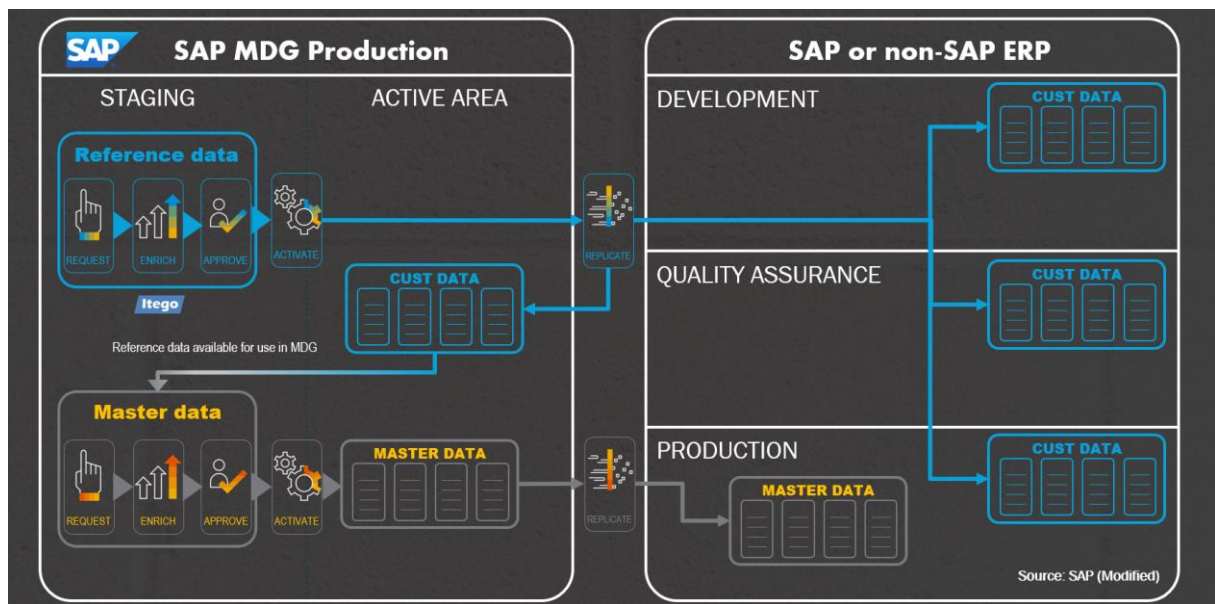 SAP
SAP MDG Production
STAGING
ACTIVE AREA
Reference data
REQUEST
ENRICH
APPROVE
ACTIVATE
REPLICATE
Itego
CUST DATA
Reference data available for use in MDG
Master data
REQUEST
ENRICH
APPROVE
ACTIVATE
MASTER DATA
REPLICATE
SAP or non-SAP ERP
DEVELOPMENT
CUST DATA
QUALITY ASSURANCE
CUST DATA
PRODUCTION
CUST DATA
MASTER DATA
Source: SAP (Modified)